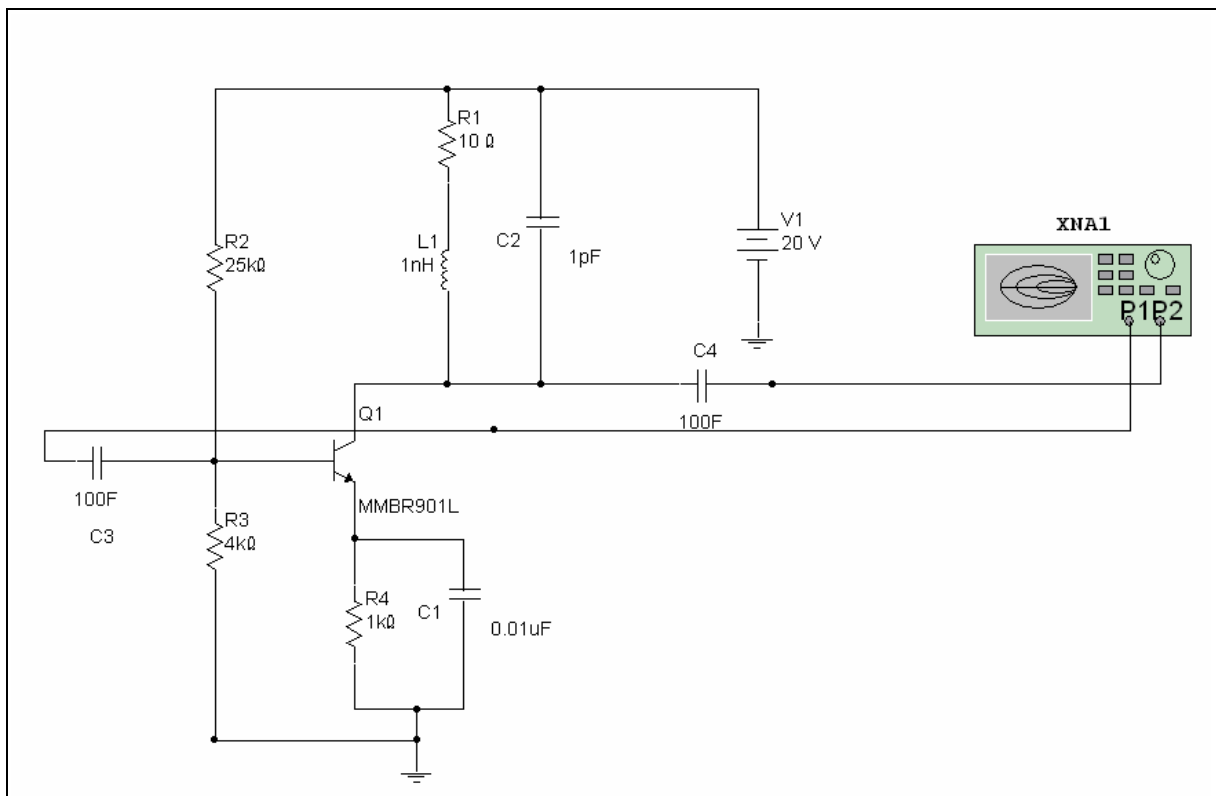 R1
10 Ω
R2
25kΩ
L1
1nH
C2
1pF
V1
20 V
XNA1
P1P2
C4
100F
Q1
MMBR901L
100F
C3
R3
4kΩ
R4
1kΩ
C1
0.01uF